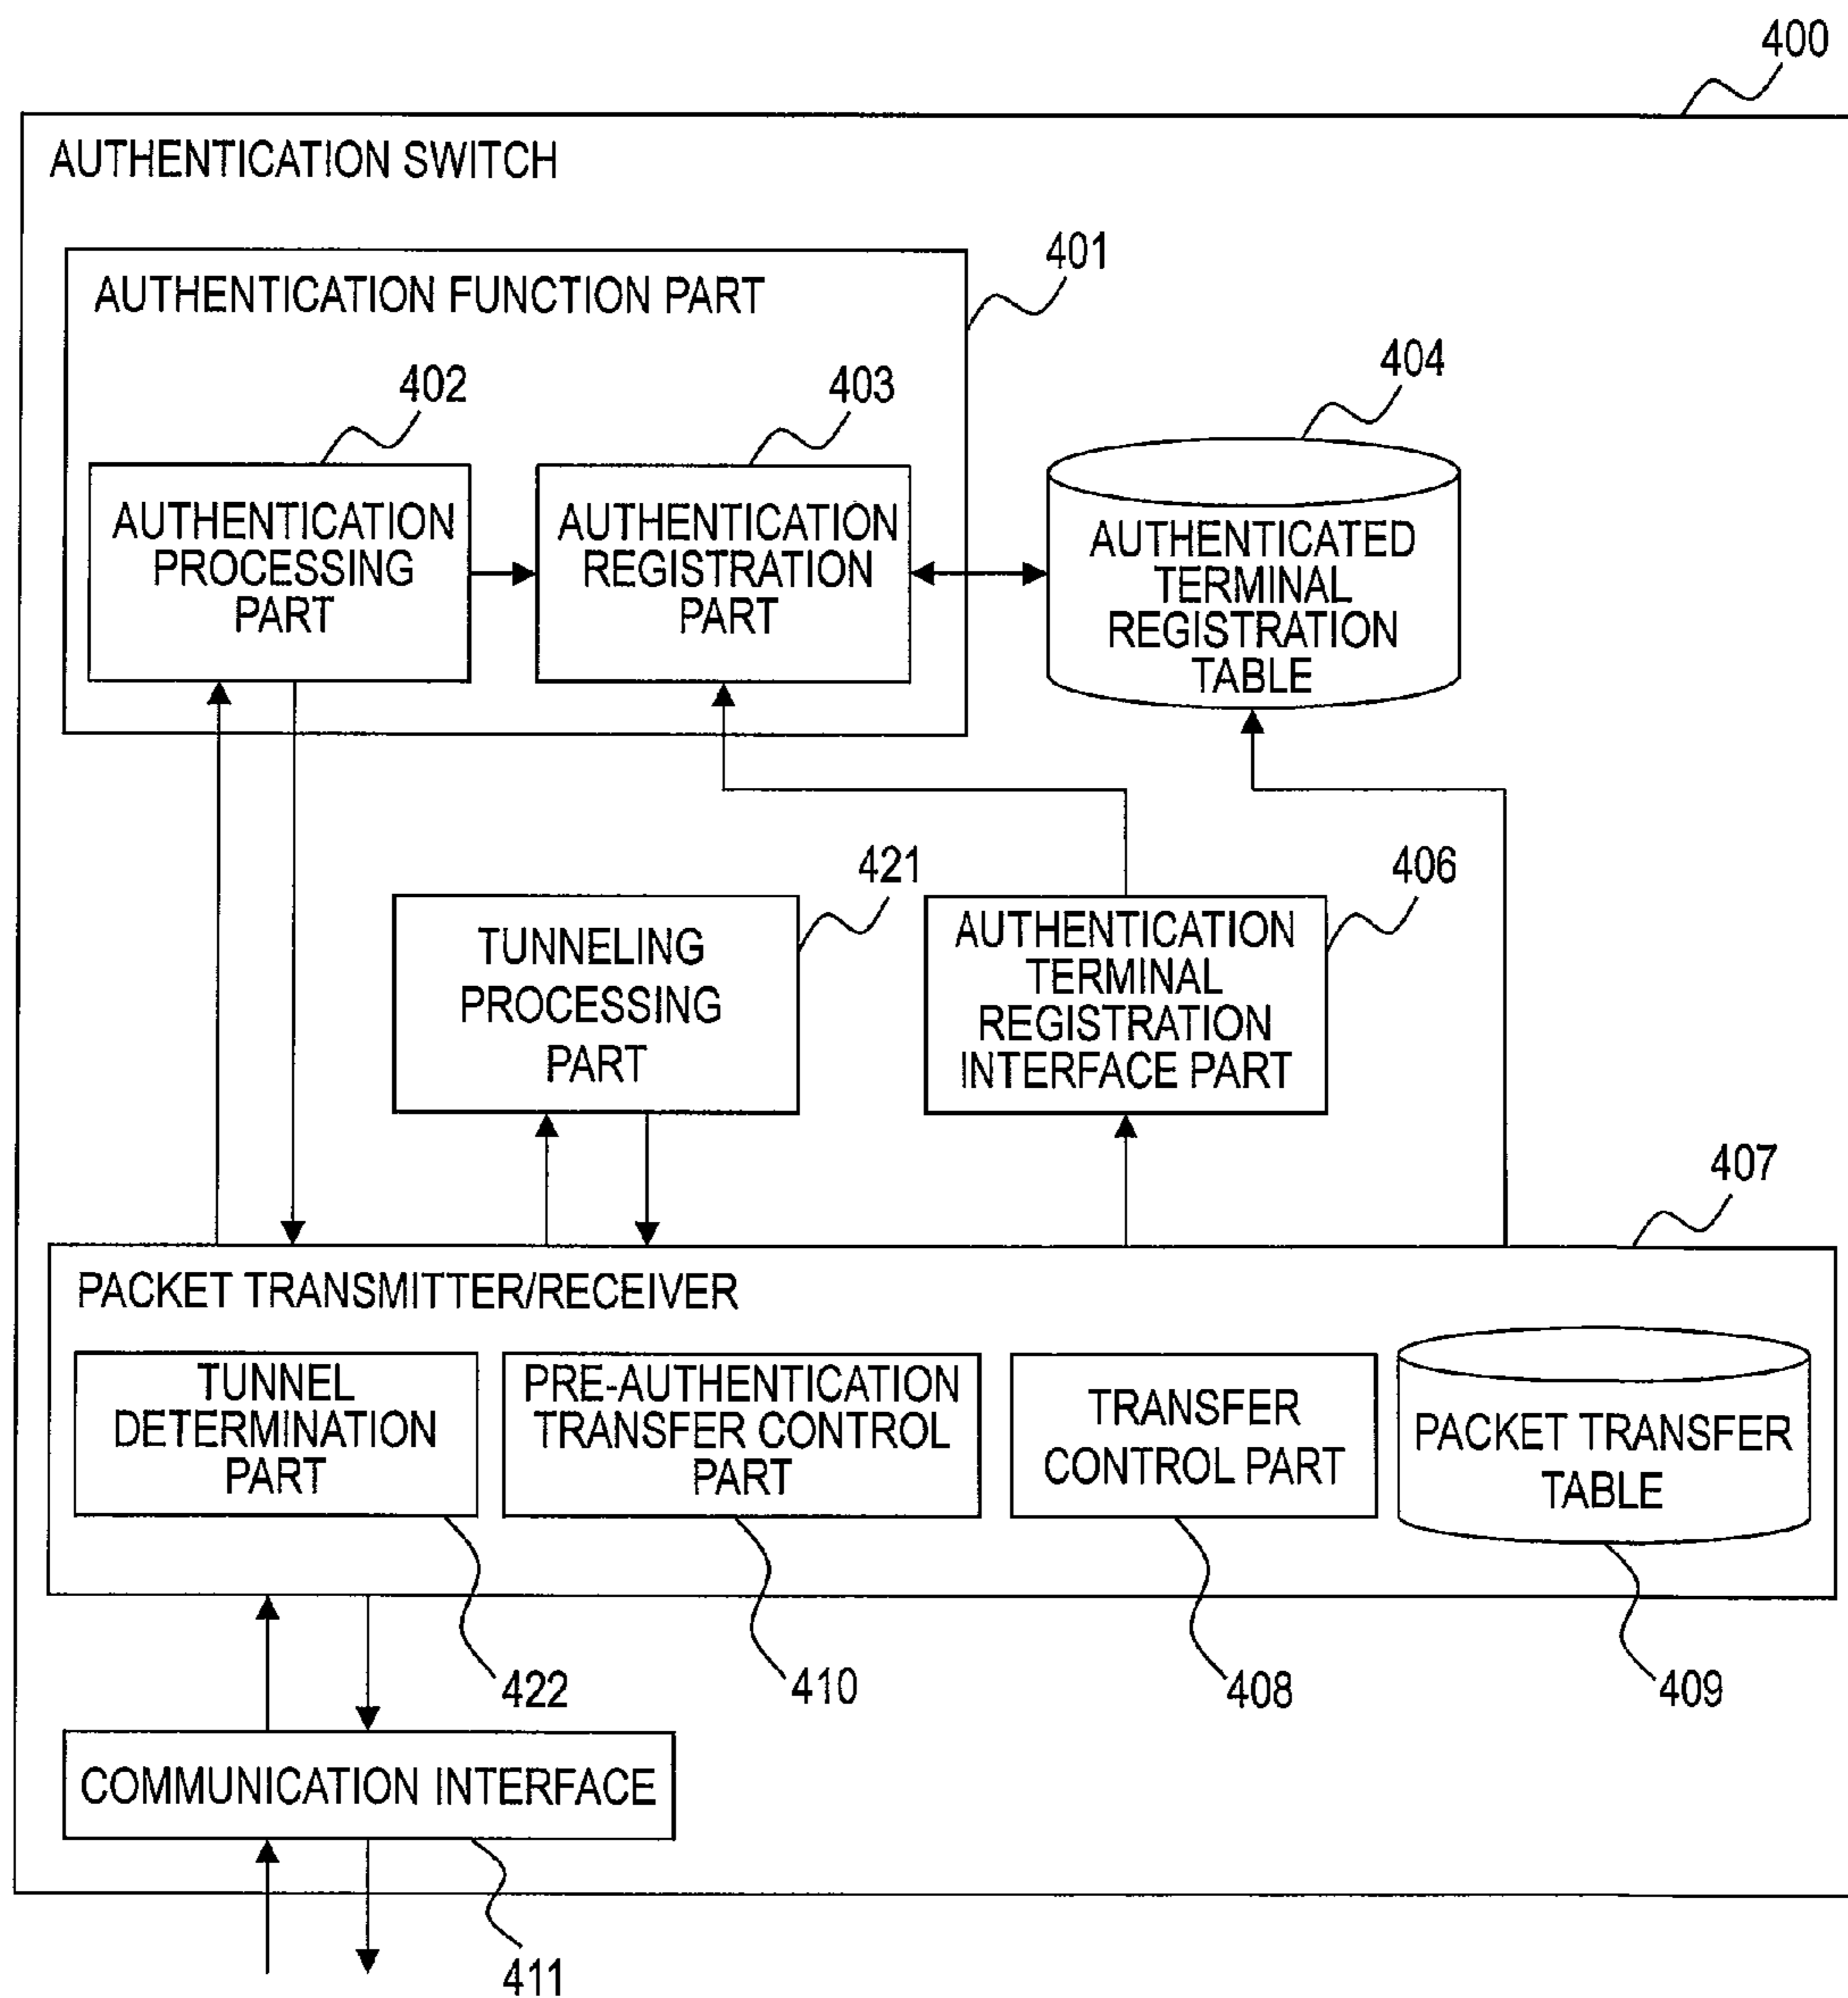 400
AUTHENTICATION SWITCH
401
AUTHENTICATION FUNCTION PART
402
403
404
AUTHENTICATION
PROCESSING
PART
AUTHENTICATION
REGISTRATION
PART
AUTHENTICATED
TERMINAL
REGISTRATION
TABLE
421
406
TUNNELING
PROCESSING
PART
AUTHENTICATION
TERMINAL
REGISTRATION
INTERFACE PART
407
PACKET TRANSMITTER/RECEIVER
TUNNEL
DETERMINATION
PART
PRE-AUTHENTICATION
TRANSFER CONTROL
PART
TRANSFER
CONTROL PART
PACKET TRANSFER
TABLE
422
410
408
409
COMMUNICATION INTERFACE
411